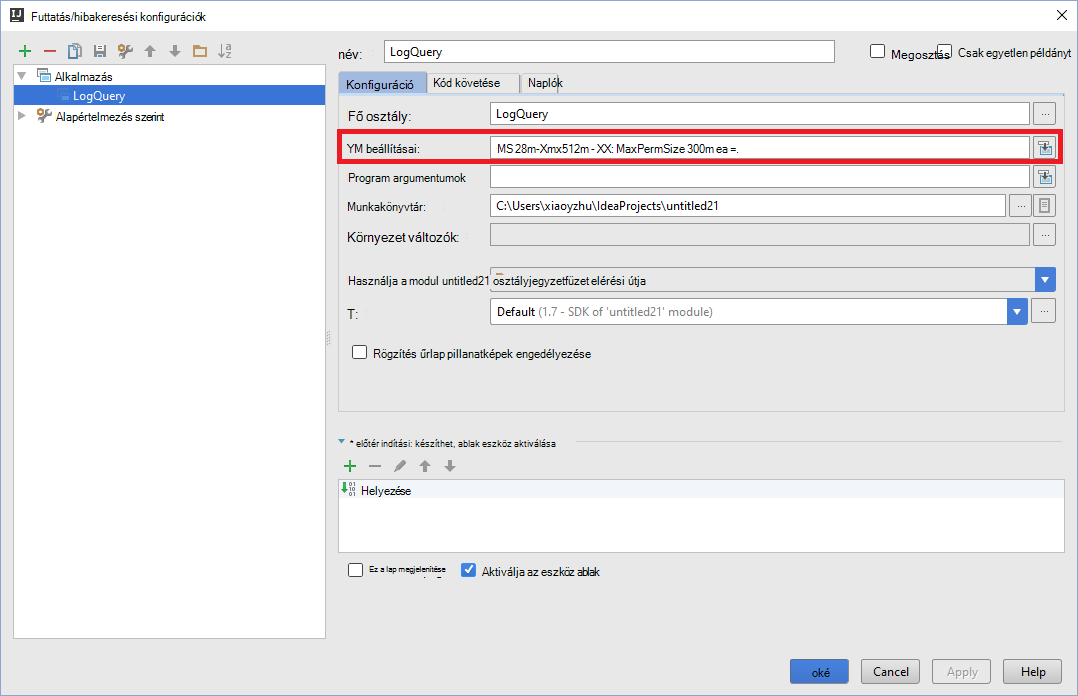 Futtatás/hibakeresési konfigurációk
név: LogQuery
Megosztás
Csak egyetlen példányt
Alkalmazás
LogQuery
Alapértelmezés szerint
Konfiguráció
Kód követése
Naplók
Fő osztály: LogQuery
YM beállításai: MS 28m-Xmx512m - XX: MaxPermSize 300m ea =.
Program argumentumok
Munkakönyvtár: C:\Users\xiaoyzhu\IdeaProjects\untitled21
Környezet változók:
Használja a modul untitled21 osztályjegyzetfüzet elérési útja
T: Default (1.7 - SDK of 'untitled21' module)
Rögzítés űrlap pillanatképek engedélyezése
* előtér indítási: készíthet, ablak eszköz aktiválása
Helyezése
Ez a lap megjelenítése
Aktiválja az eszköz ablak
oké
Cancel
Apply
Help